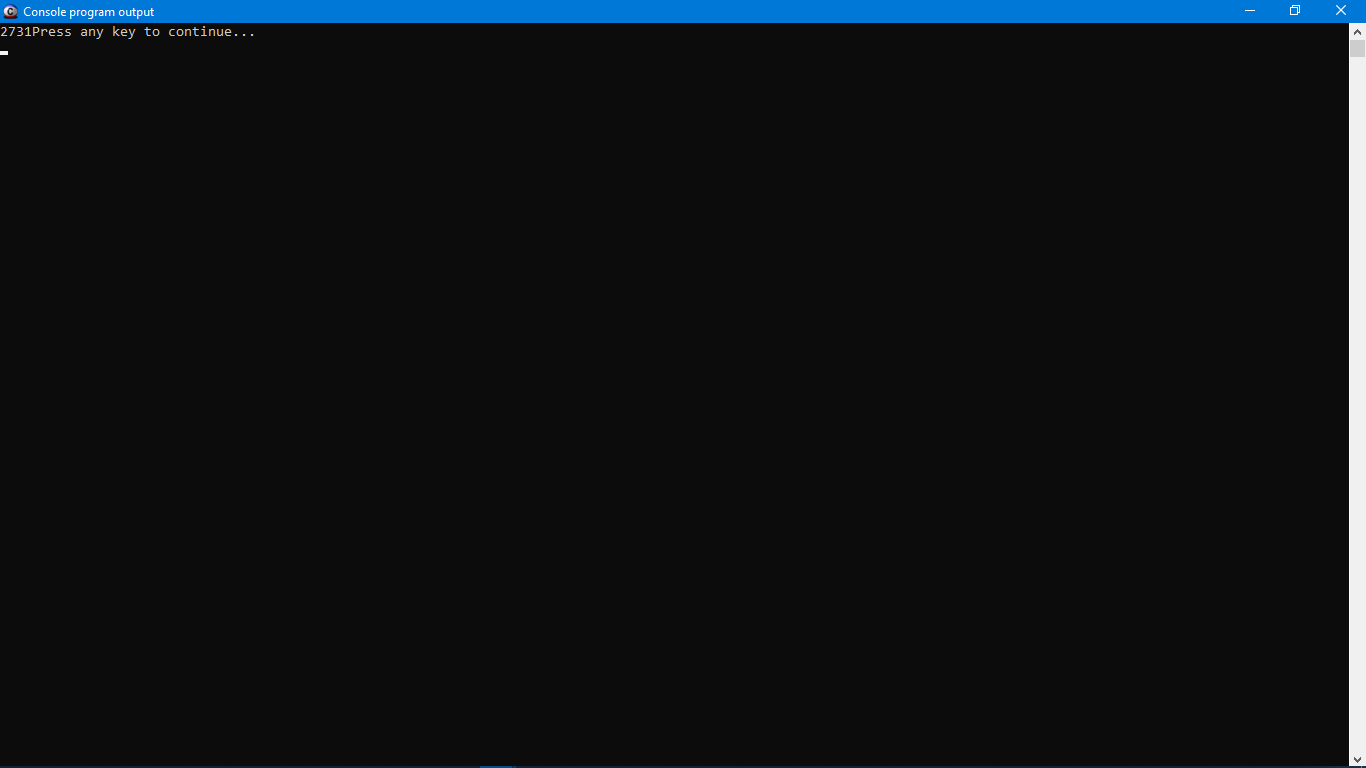 Console program output
2731Press any key to continue...